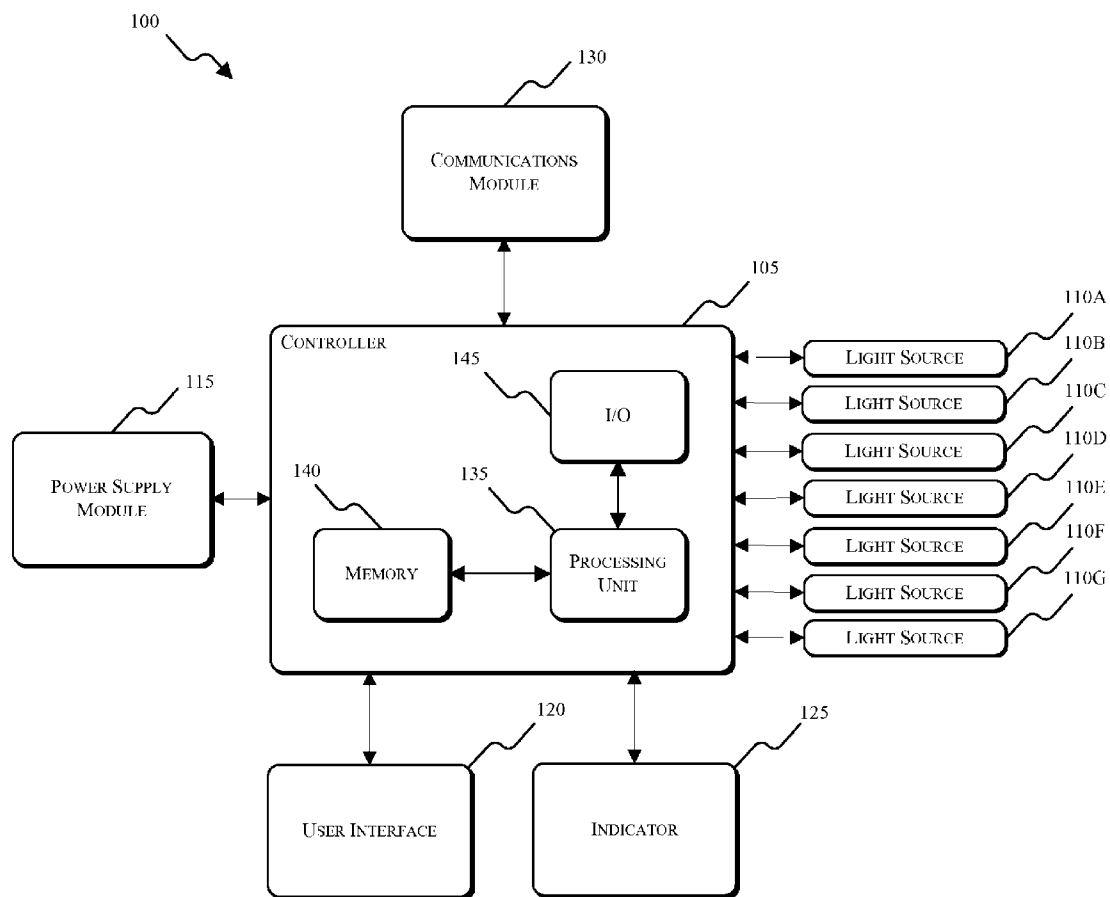 100
130
COMMUNICATIONS
MODULE
105
110A
CONTROLLER
LIGHT SOURCE
110B
145
LIGHT SOURCE
110C
115
I/O
LIGHT SOURCE
110D
POWER SUPPLY
MODULE
140
135
LIGHT SOURCE
110E
MEMORY
PROCESSING
UNIT
LIGHT SOURCE
110F
LIGHT SOURCE
110G
LIGHT SOURCE
120
125
USER INTERFACE
INDICATOR